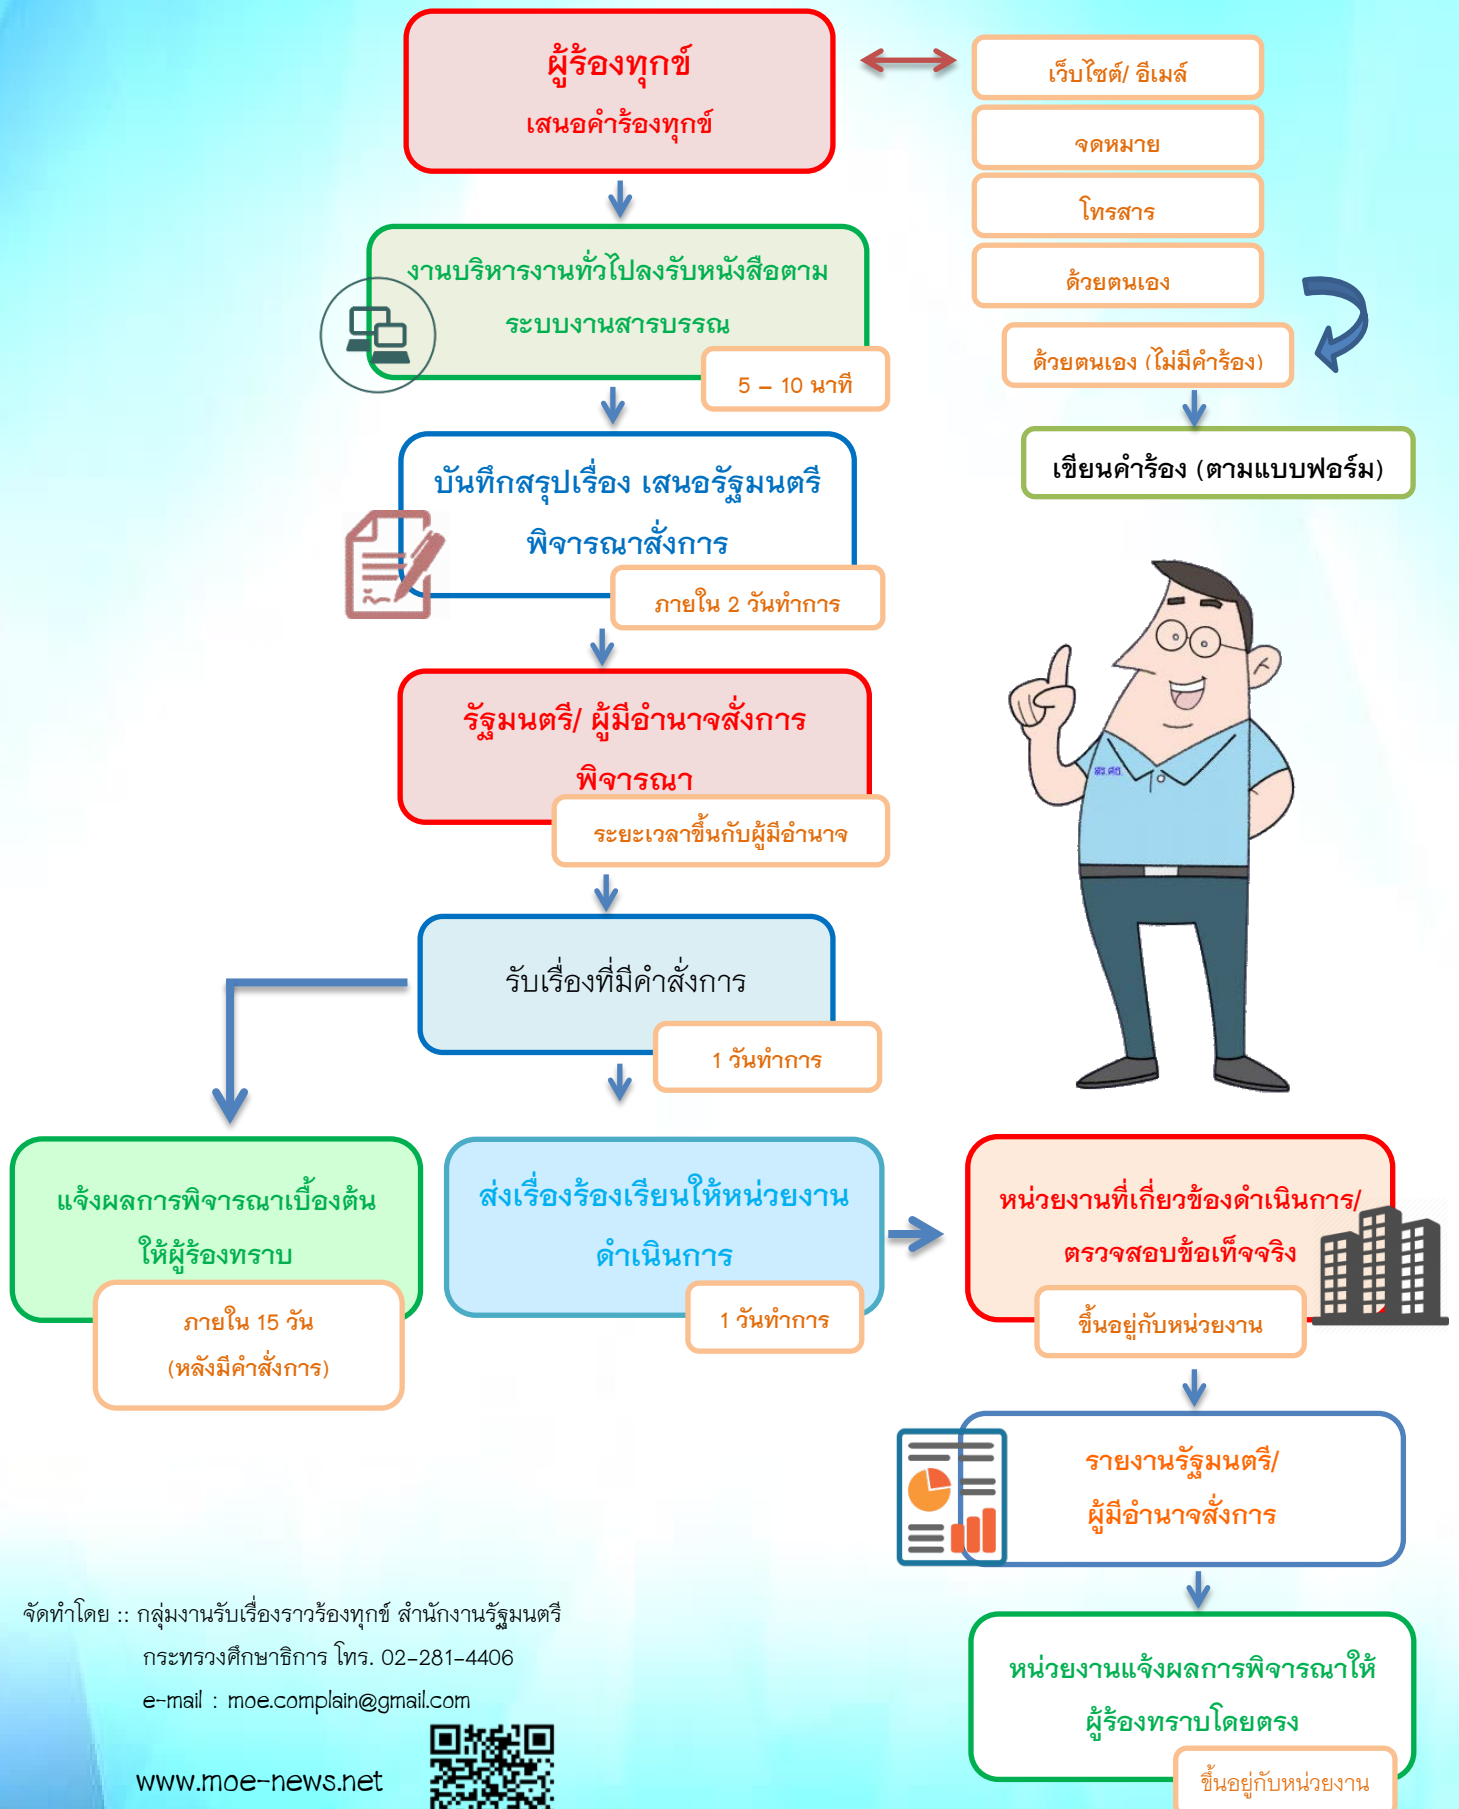 ผู้ร้องทุกข์
เสนอคำร้องทุกข์
เว็บไซต์/ อีเมล์
จดหมาย
โทรสาร
ด้วยตนเอง
ด้วยตนเอง (ไม่มีคำร้อง)
เขียนคำร้อง (ตามแบบฟอร์ม)
งานบริหารงานทั่วไปลงรับหนังสือตาม
ระบบงานสารบรรณ
5 – 10 นาที
บันทึกสรุปเรื่อง เสนอรัฐมนตรี
พิจารณาสั่งการ
ภายใน 2 วันทำการ
รัฐมนตรี/ ผู้มีอำนาจสั่งการ
พิจารณา
ระยะเวลาขึ้นกับผู้มีอำนาจ
สร.ศธ.
รับเรื่องที่มีคำสั่งการ
1 วันทำการ
แจ้งผลการพิจารณาเบื้องต้น
ให้ผู้ร้องทราบ
ภายใน 15 วัน
(หลังมีคำสั่งการ)
ส่งเรื่องร้องเรียนให้หน่วยงาน
ดำเนินการ
1 วันทำการ
หน่วยงานที่เกี่ยวข้องดำเนินการ/
ตรวจสอบข้อเท็จจริง
ขึ้นอยู่กับหน่วยงาน
รายงานรัฐมนตรี/
ผู้มีอำนาจสั่งการ
หน่วยงานแจ้งผลการพิจารณาให้
ผู้ร้องทราบโดยตรง
ขึ้นอยู่กับหน่วยงาน
จัดทำโดย :: กลุ่มงานรับเรื่องราวร้องทุกข์ สำนักงานรัฐมนตรี
กระทรวงศึกษาธิการ โทร. 02-281-4406
e-mail : moe.complain@gmail.com
www.moe-news.net